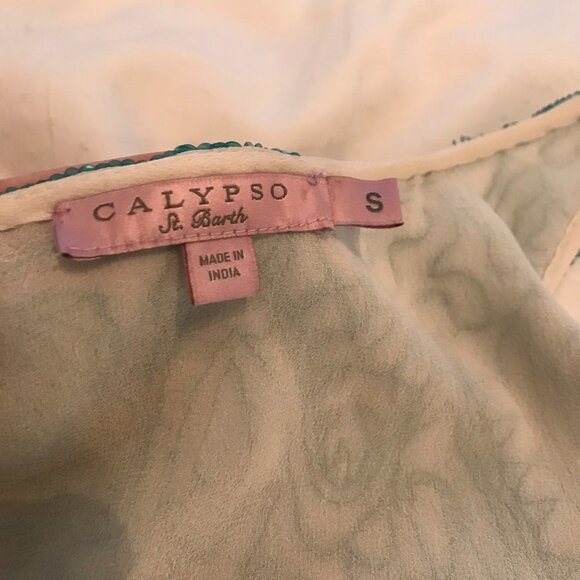 CALYPSO
St. Barth
S
MADE IN
INDIA